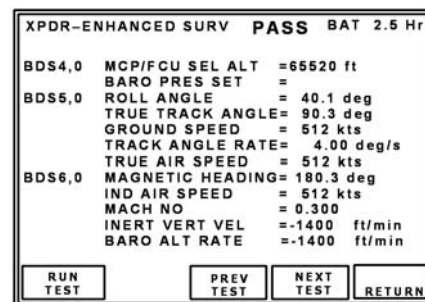 XPDR–ENHANCED SURV PASS BAT 2.5 Hr
BDS4,0 MCP/FCU SEL ALT =65520 ft
BARO PRES SET =
BDS5,0 ROLL ANGLE = 40.1 deg
TRUE TRACK ANGLE= 90.3 deg
GROUND SPEED = 512 kts
TRACK ANGLE RATE= 4.00 deg/s
TRUE AIR SPEED = 512 kts
BDS6,0 MAGNETIC HEADING= 180.3 deg
IND AIR SPEED = 512 kts
MACH NO = 0.300
INERT VERT VEL =-1400 ft/min
BARO ALT RATE =-1400 ft/min
RUN TEST PREV TEST NEXT TEST RETURN